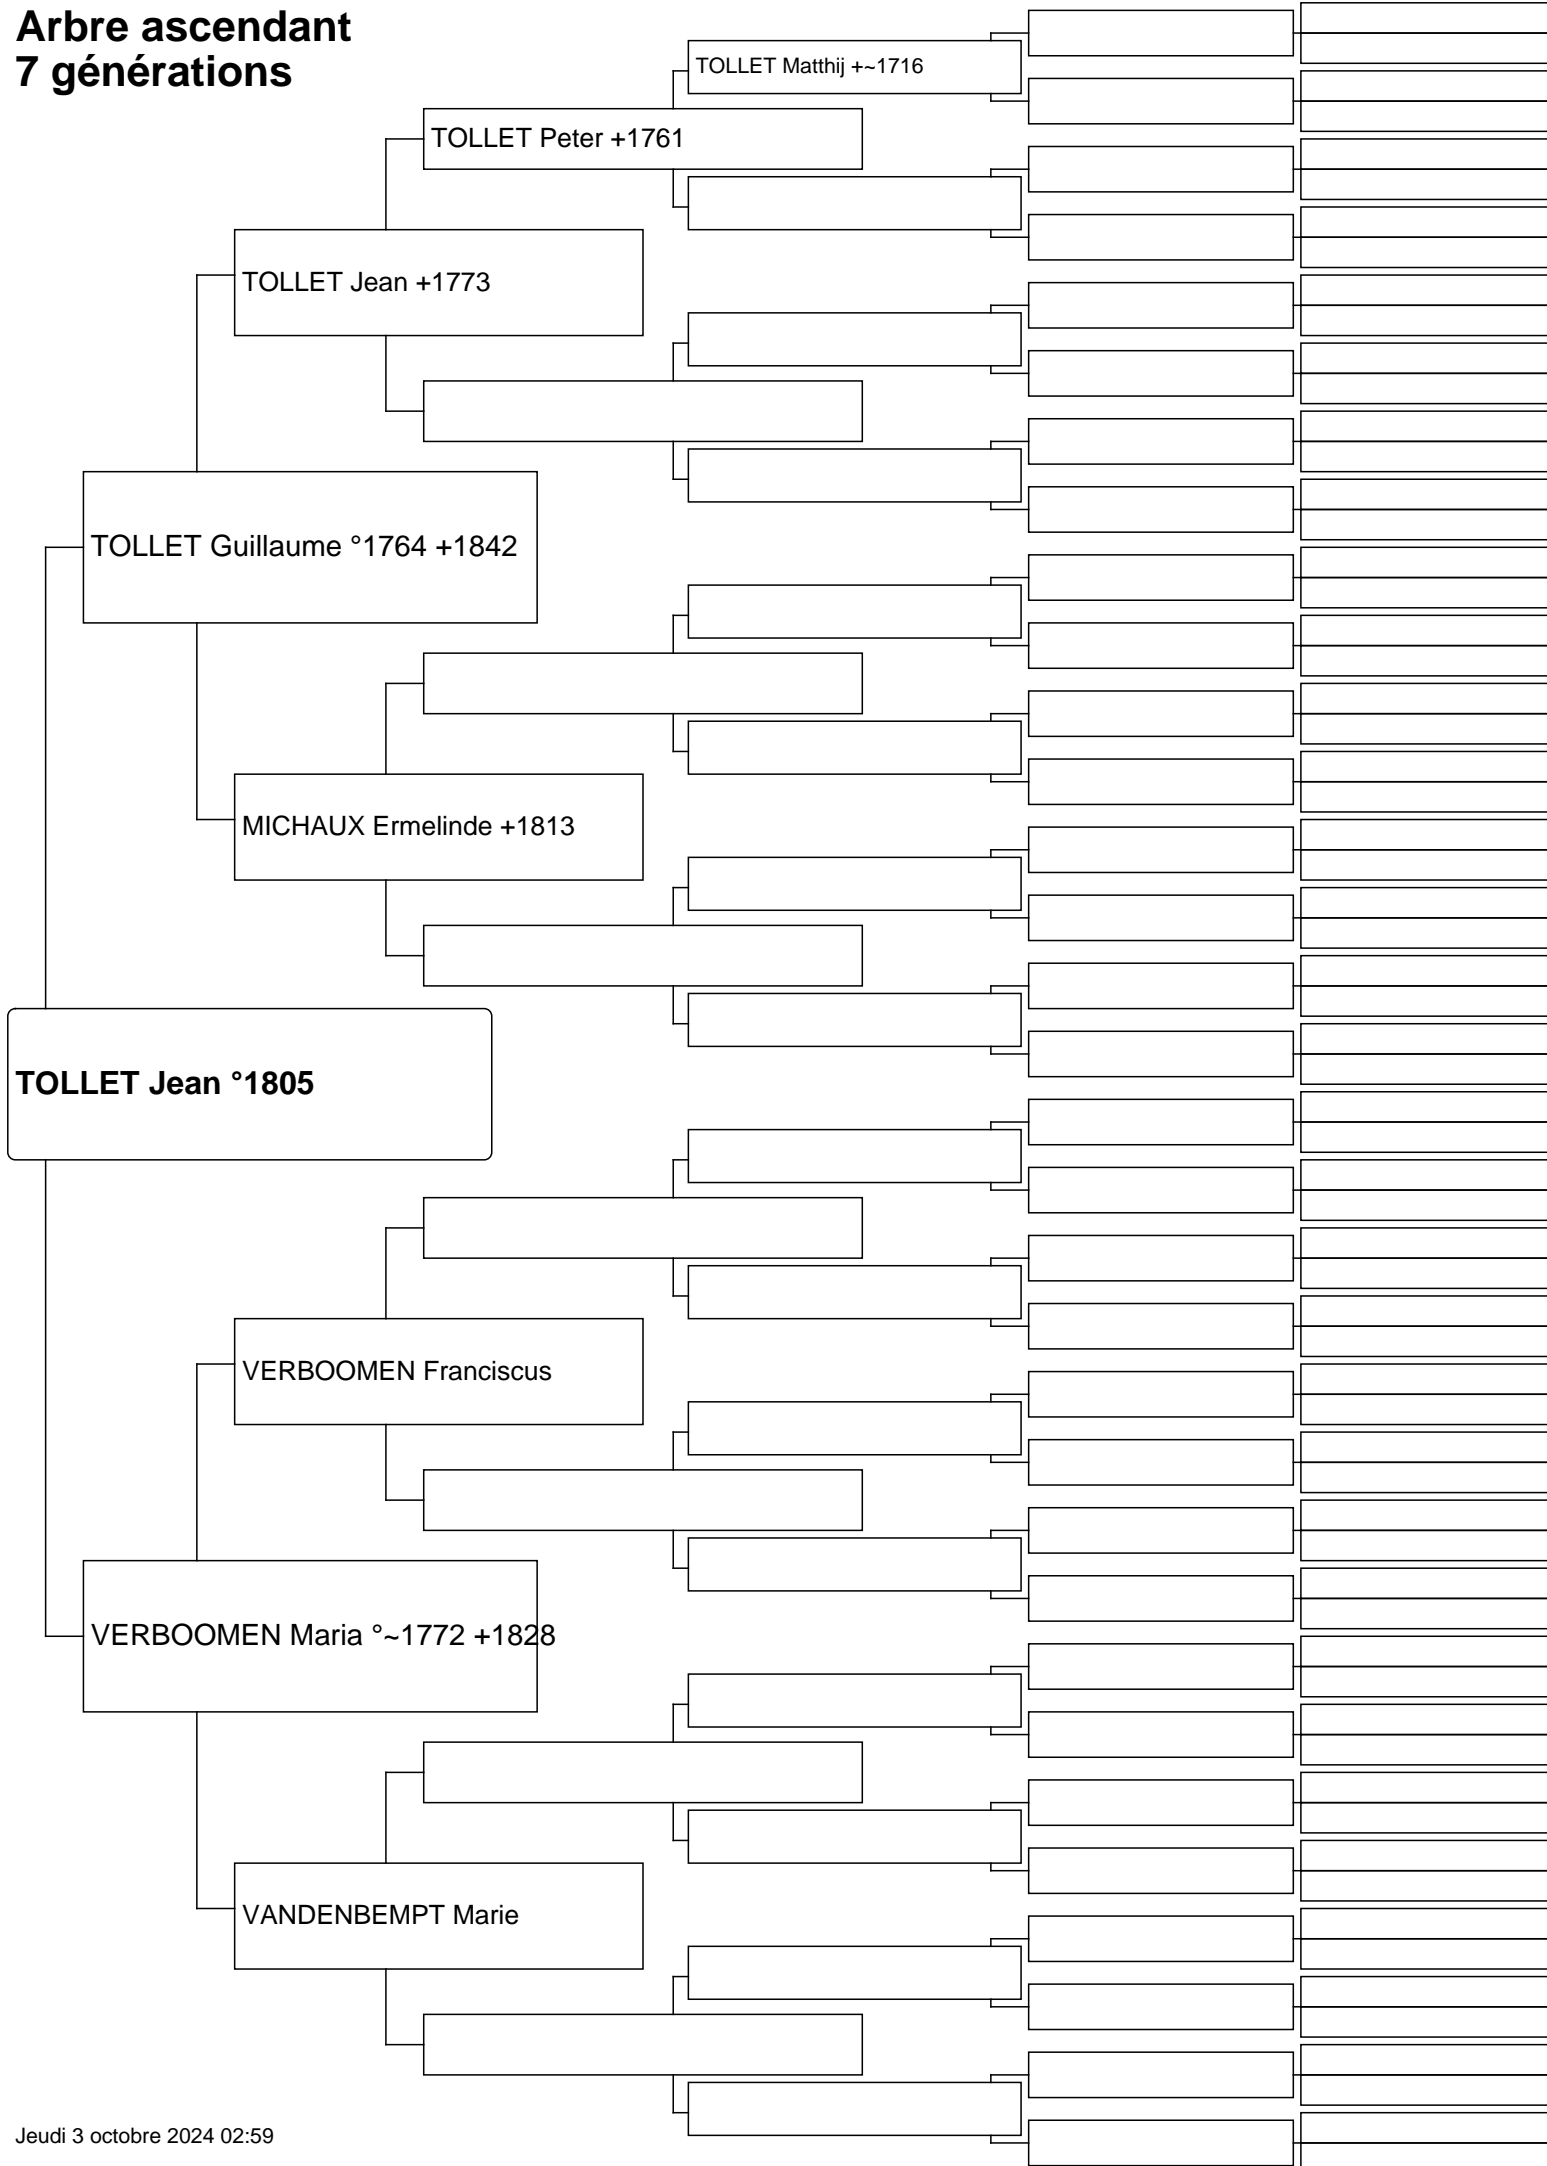 Arbre ascendant
7 générations
TOLLET Matthij +~1716
TOLLET Peter +1761
TOLLET Jean +1773
TOLLET Guillaume °1764 +1842
MICHAUX Ermelinde +1813
TOLLET Jean °1805
VERBOOMEN Franciscus
VERBOOMEN Maria °~1772 +1828
VANDENBEMPT Marie
Jeudi 3 octobre 2024 02:59